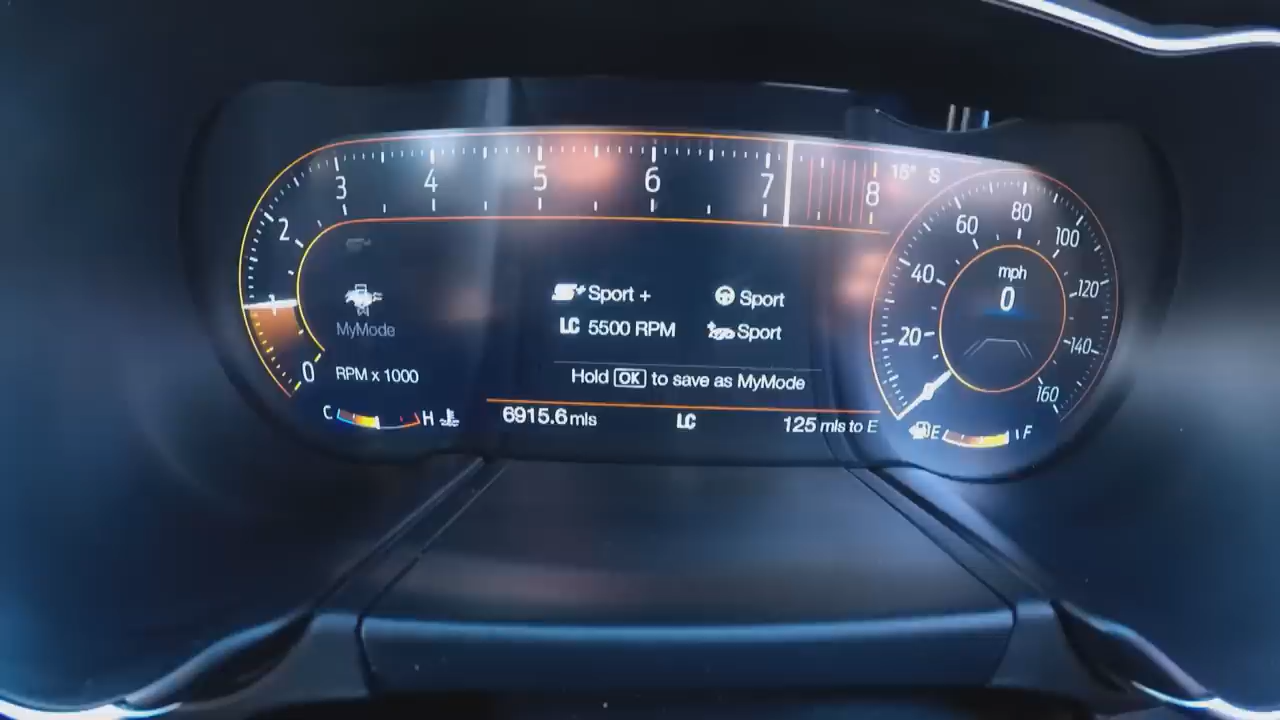 3 4 5 6 7 8
15° S
2
1
0
MyMode
RPM x 1000
C H
Sport + Sport
LC 5500 RPM Sport
Hold OK to save as MyMode
6915.6 mls LC 125 mls to E
20 40 60 80 100 120 140 160
mph
0
E F